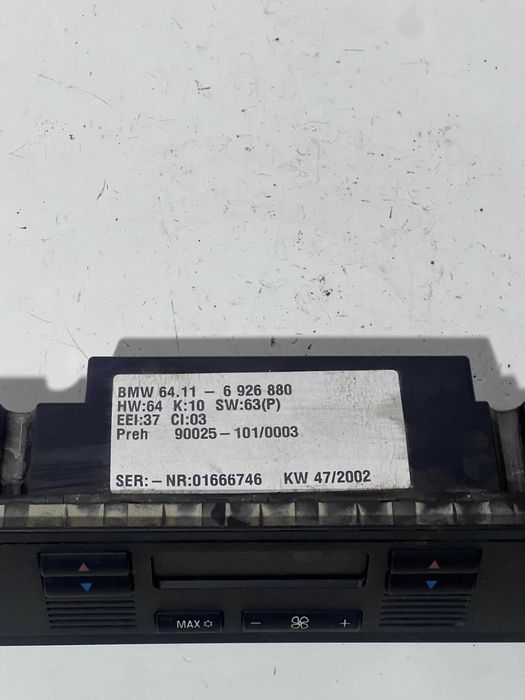 BMW 64.11 – 6 926 880
HW:64 K:10 SW:63(P)
EEI:37 CI:03
Preh 90025–101/0003
SER:–NR:01666746 KW 47/2002
MAX
– +